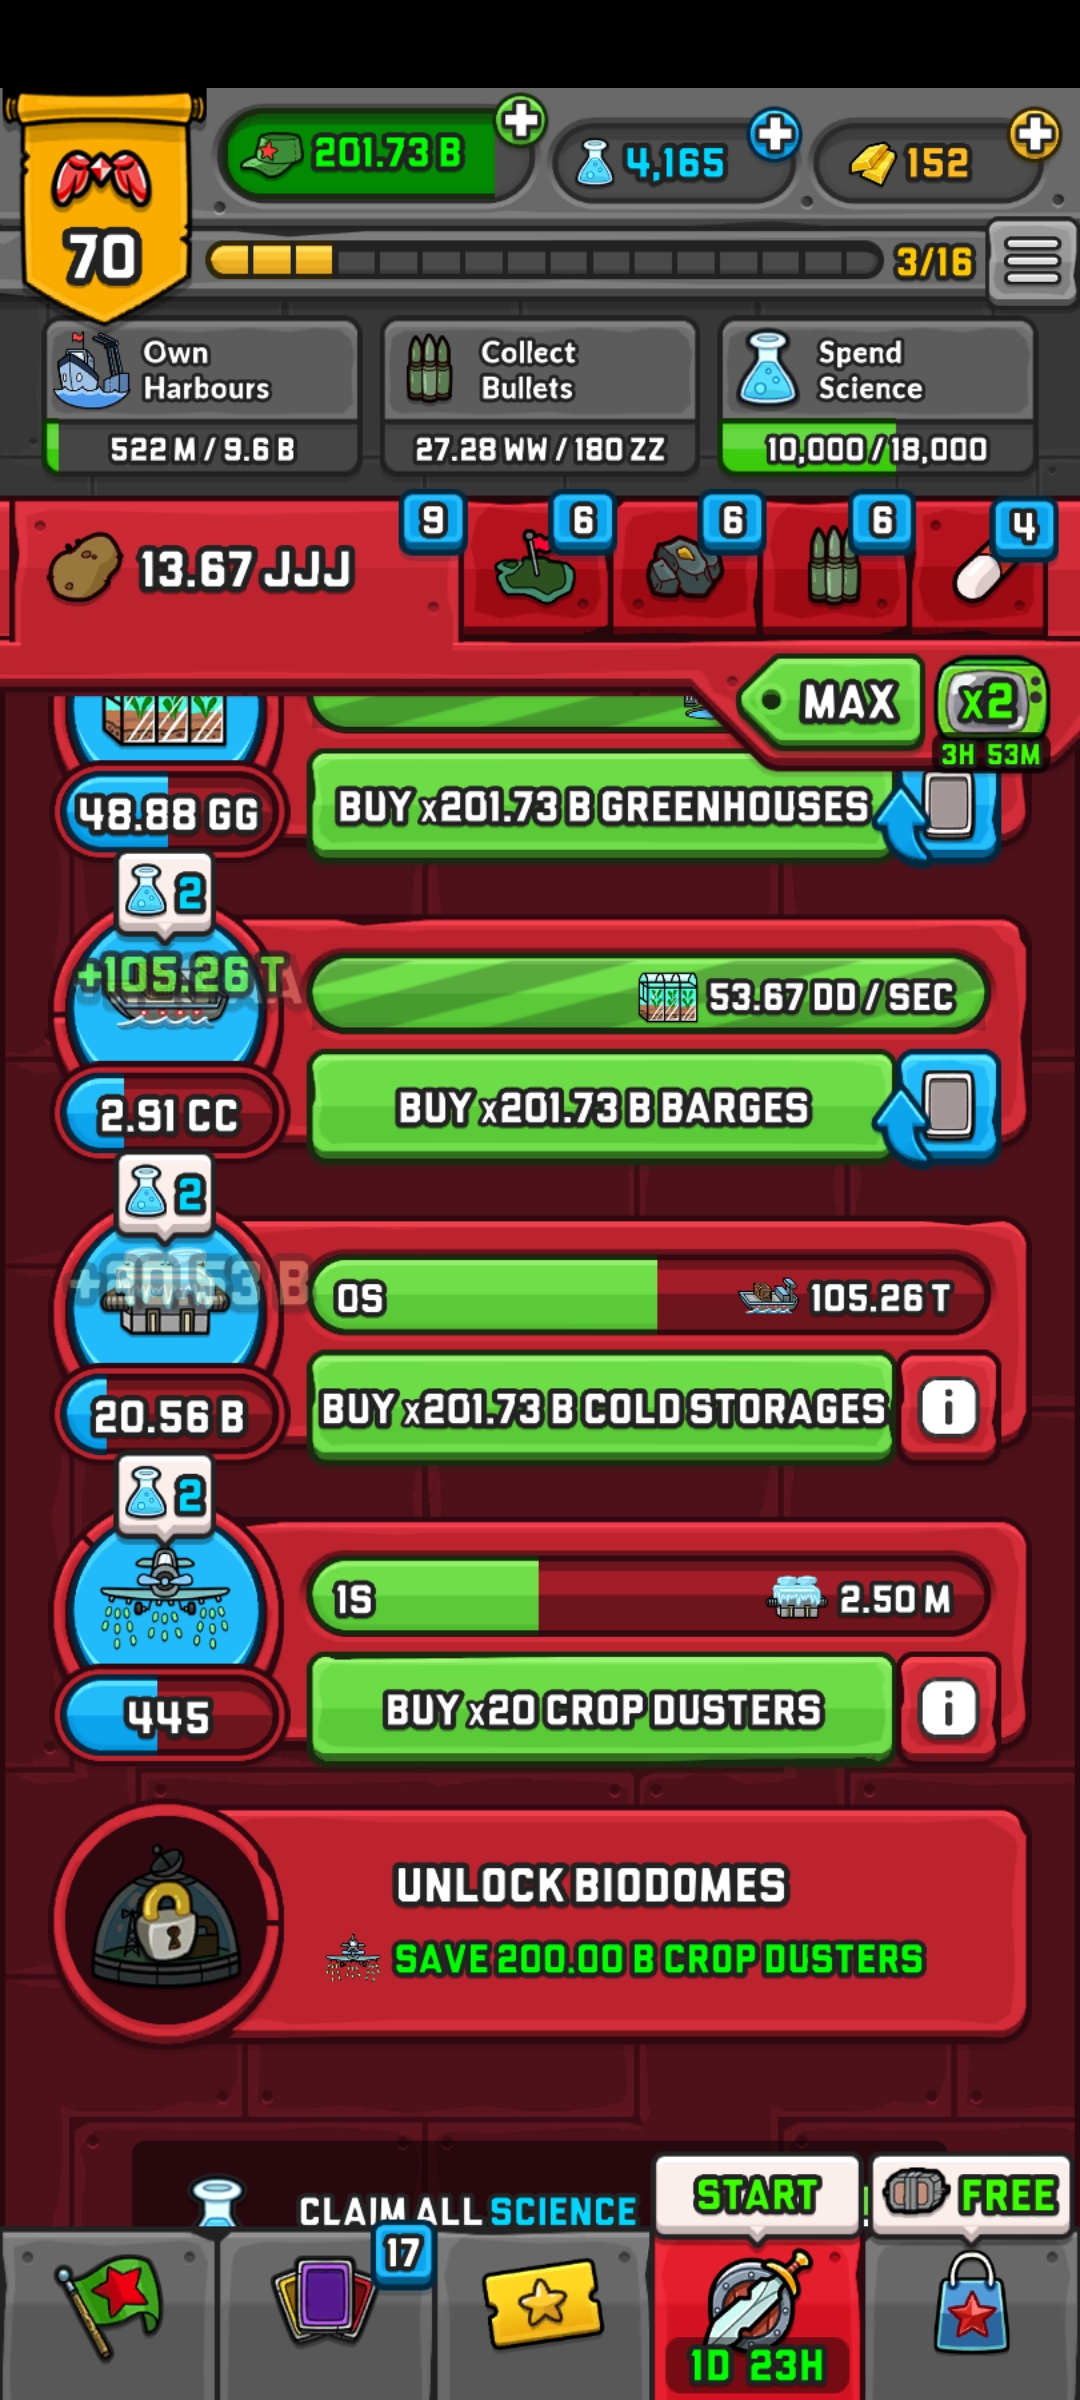 201.73 B
4,165
152
70
3/16
Own
Harbours
522 M / 9.6 B
Collect
Bullets
27.28 WW / 180 ZZ
Spend
Science
10,000 / 18,000
13.67 JJJ
9
6
6
6
4
MAX
x2
3H 53M
48.88 GG
BUY x201.73 B GREENHOUSES
2
+105.26 T
53.67 DD / SEC
2.91 CC
BUY x201.73 B BARGES
2
0S
105.26 T
20.56 B
BUY x201.73 B COLD STORAGES
i
2
1S
2.50 M
445
BUY x20 CROP DUSTERS
i
UNLOCK BIODOMES
SAVE 200.00 B CROP DUSTERS
CLAIM ALL SCIENCE
START
FREE
17
1D 23H